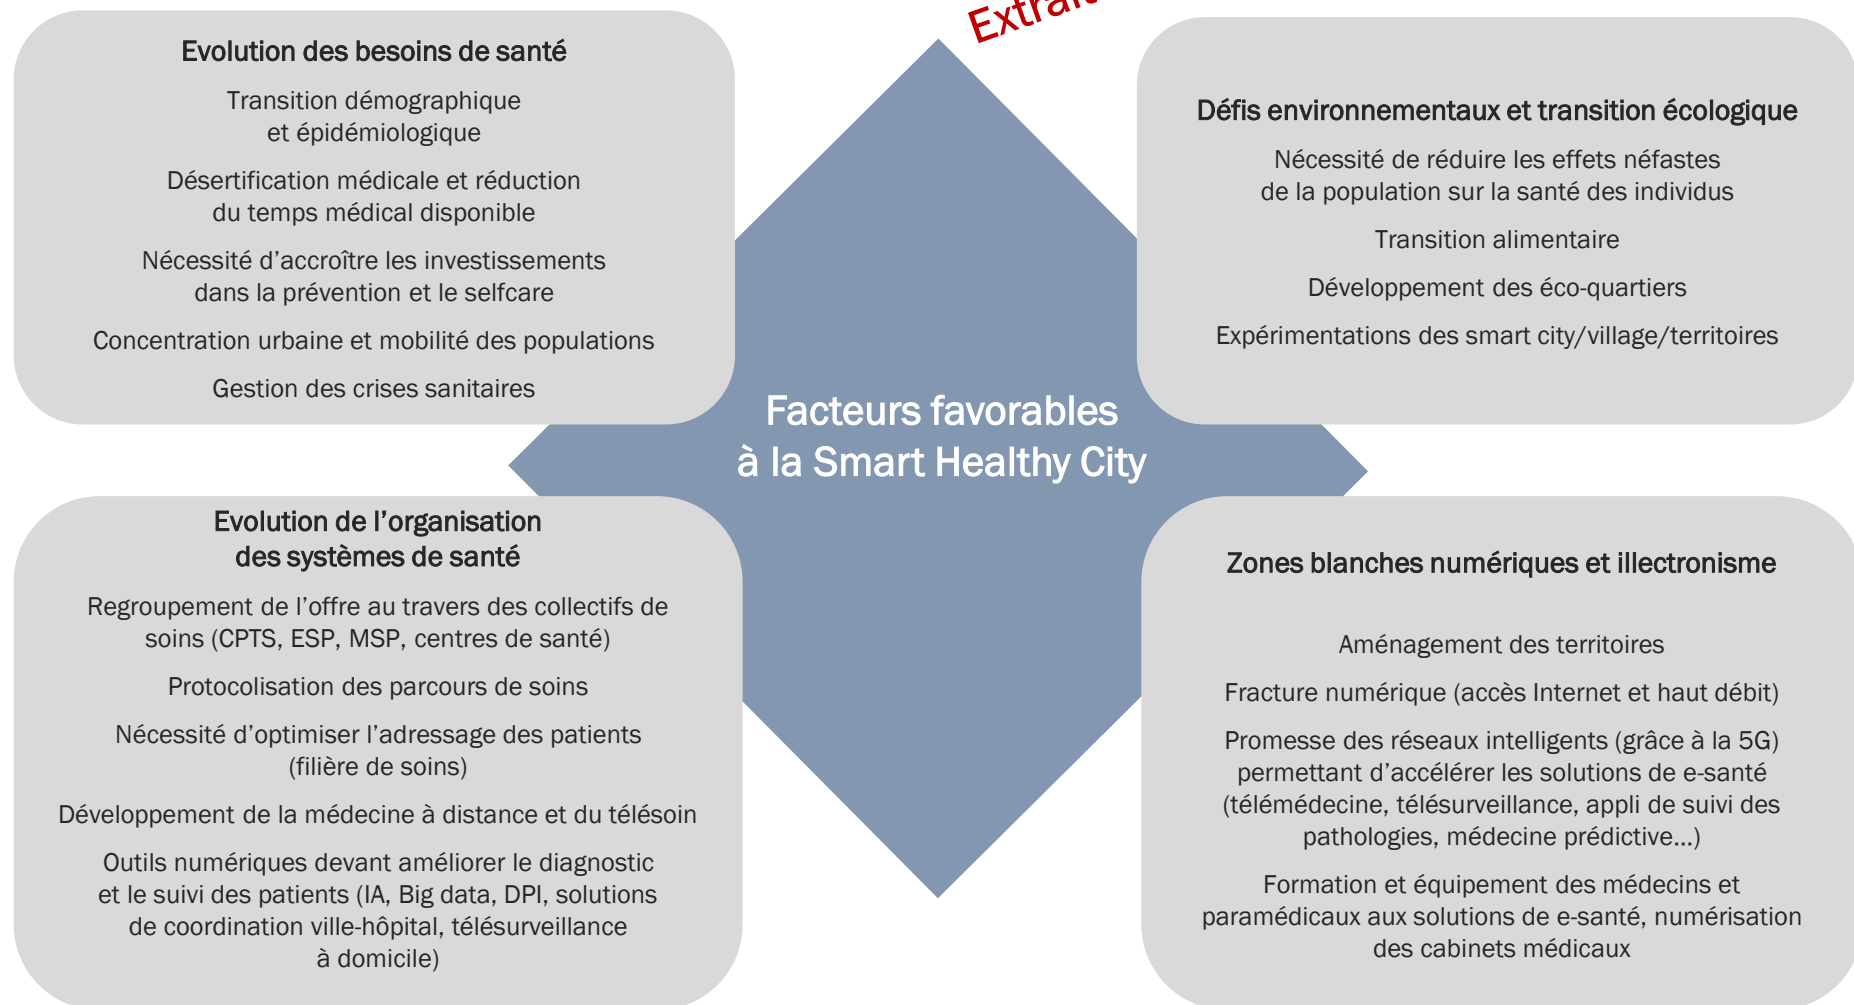 Extrait
Evolution des besoins de santé
Transition démographique
et épidémiologique
Désertification médicale et réduction
du temps médical disponible
Nécessité d’accroître les investissements
dans la prévention et le selfcare
Concentration urbaine et mobilité des populations
Gestion des crises sanitaires
Défis environnementaux et transition écologique
Nécessité de réduire les effets néfastes
de la population sur la santé des individus
Transition alimentaire
Développement des éco-quartiers
Expérimentations des smart city/village/territoires
Facteurs favorables
à la Smart Healthy City
Evolution de l’organisation
des systèmes de santé
Regroupement de l’offre au travers des collectifs de
soins (CPTS, ESP, MSP, centres de santé)
Protocolisation des parcours de soins
Nécessité d’optimiser l’adressage des patients
(filière de soins)
Développement de la médecine à distance et du télésoin
Outils numériques devant améliorer le diagnostic
et le suivi des patients (IA, Big data, DPI, solutions
de coordination ville-hôpital, télésurveillance
à domicile)
Zones blanches numériques et illectronisme
Aménagement des territoires
Fracture numérique (accès Internet et haut débit)
Promesse des réseaux intelligents (grâce à la 5G)
permettant d’accélérer les solutions de e-santé
(télémédecine, télésurveillance, appli de suivi des
pathologies, médecine prédictive…)
Formation et équipement des médecins et
paramédicaux aux solutions de e-santé, numérisation
des cabinets médicaux